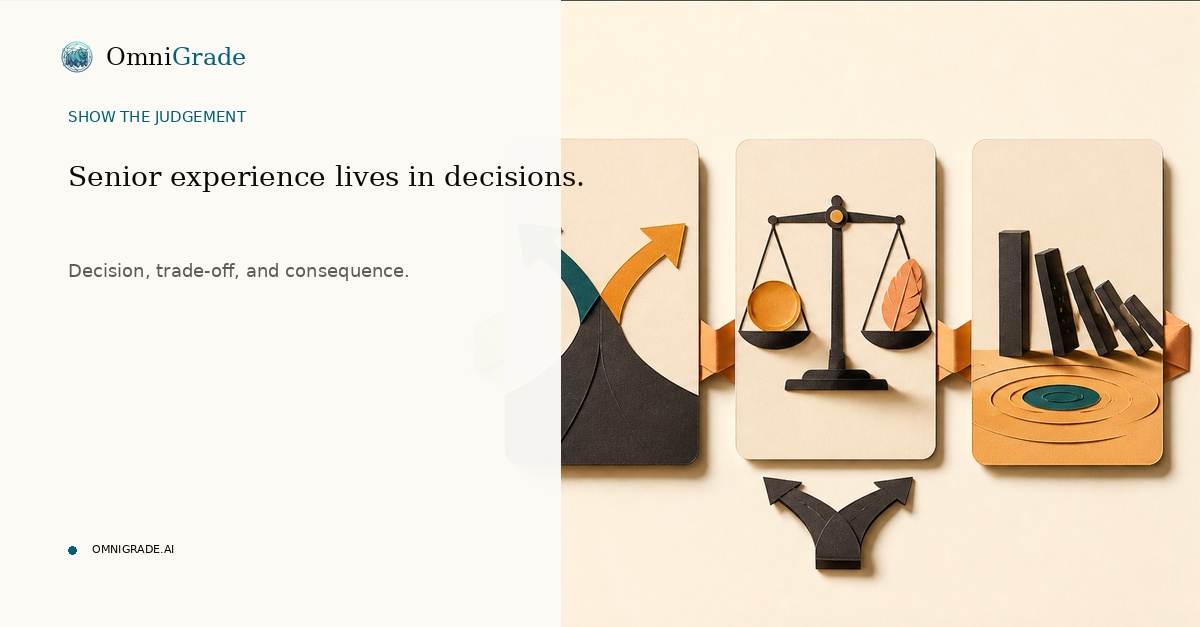 OmniGrade
SHOW THE JUDGEMENT
Senior experience lives in decisions.
Decision, trade-off, and consequence.
OMNIGRADE.AI